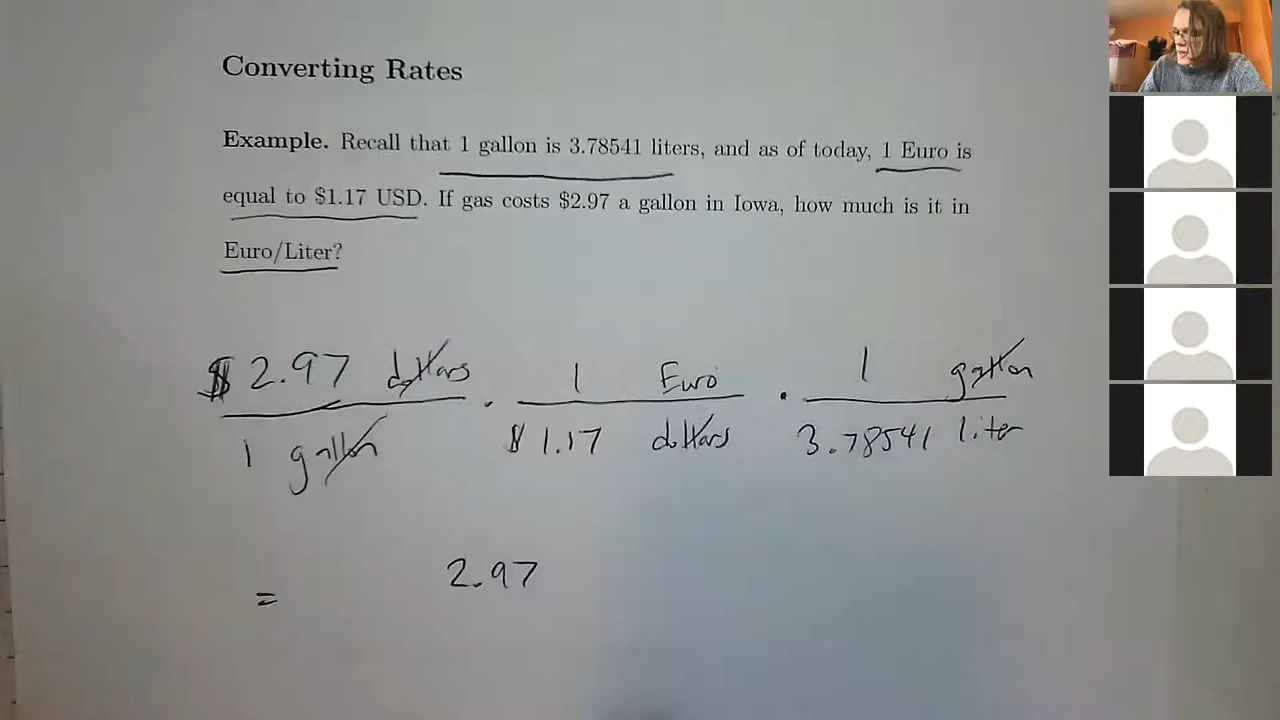 Converting Rates
Example. Recall that 1 gallon is 3.78541 liters, and as of today, 1 Euro is
equal to $1.17 USD. If gas costs $2.97 a gallon in Iowa, how much is it in
Euro/Liter?
$ 2.97 dollars · 1 Euro · 1 gallon
1 gallon $ 1.17 dollars 3.78541 liter
= 2.97